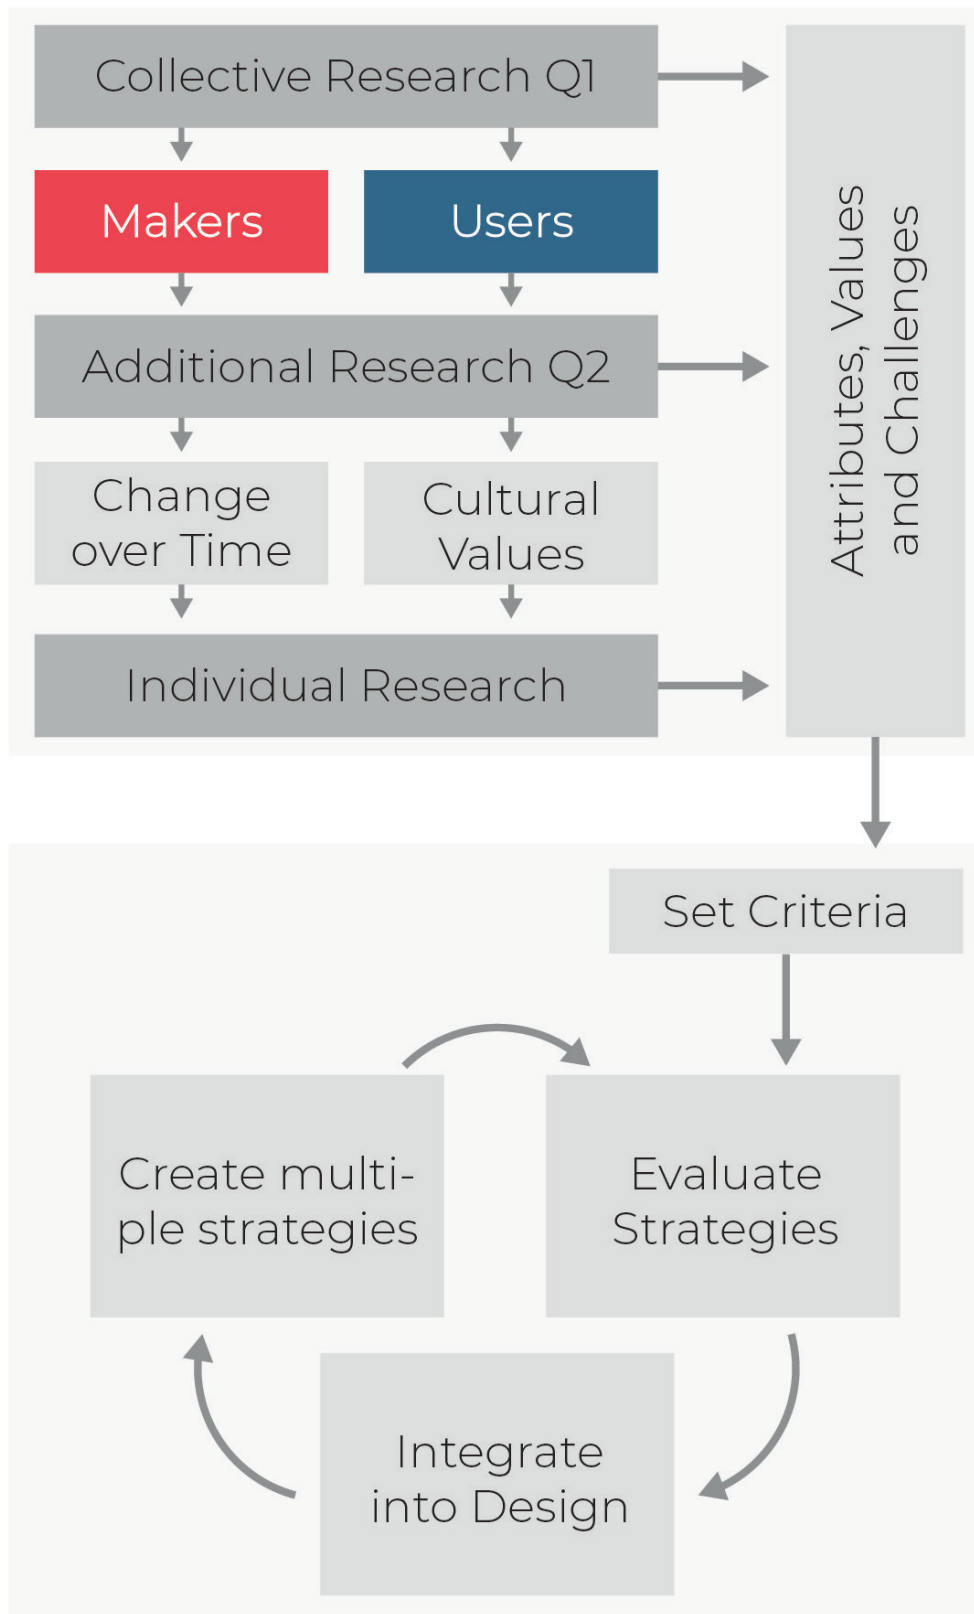 Collective Research Q1
Makers
Users
Additional Research Q2
Change
over Time
Cultural
Values
Individual Research
Attributes, Values
and Challenges
Set Criteria
Create multi-
ple strategies
Evaluate
Strategies
Integrate
into Design